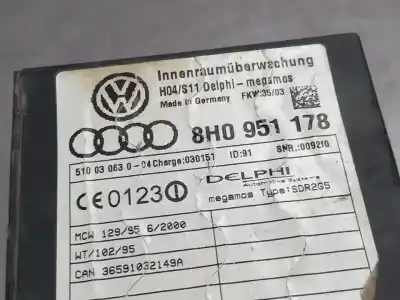 Innenraumüberwachung
H04/S11 Delphi - megamos
Made in Germany FKW:35/03
8H0 951 178
510 03 063 0 -04 Charge:030151 ID:91 SNR.:009210
CE0123
DELPHI
Automotive Systems
megamos Type:SDR2G5
MCW 129/95 6/2000
WT/102/95
CAN 36591032149A